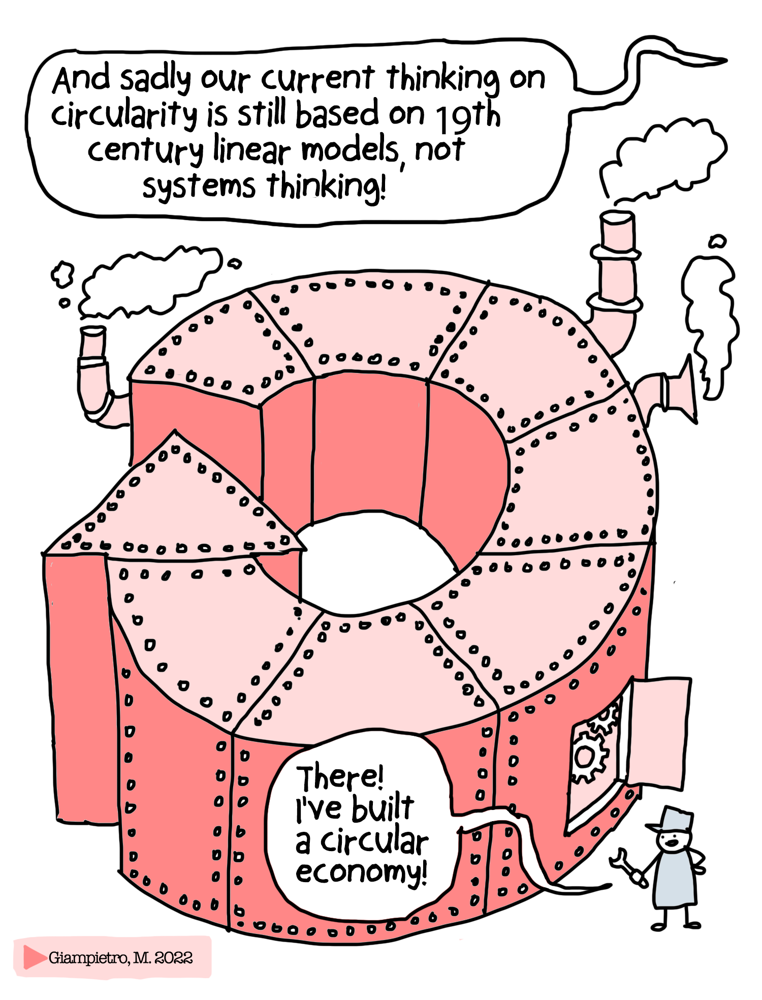 And sadly our current thinking on
circularity is still based on 19th
century linear models, not
systems thinking!
There!
I've built
a circular
economy!
Giampietro, M. 2022